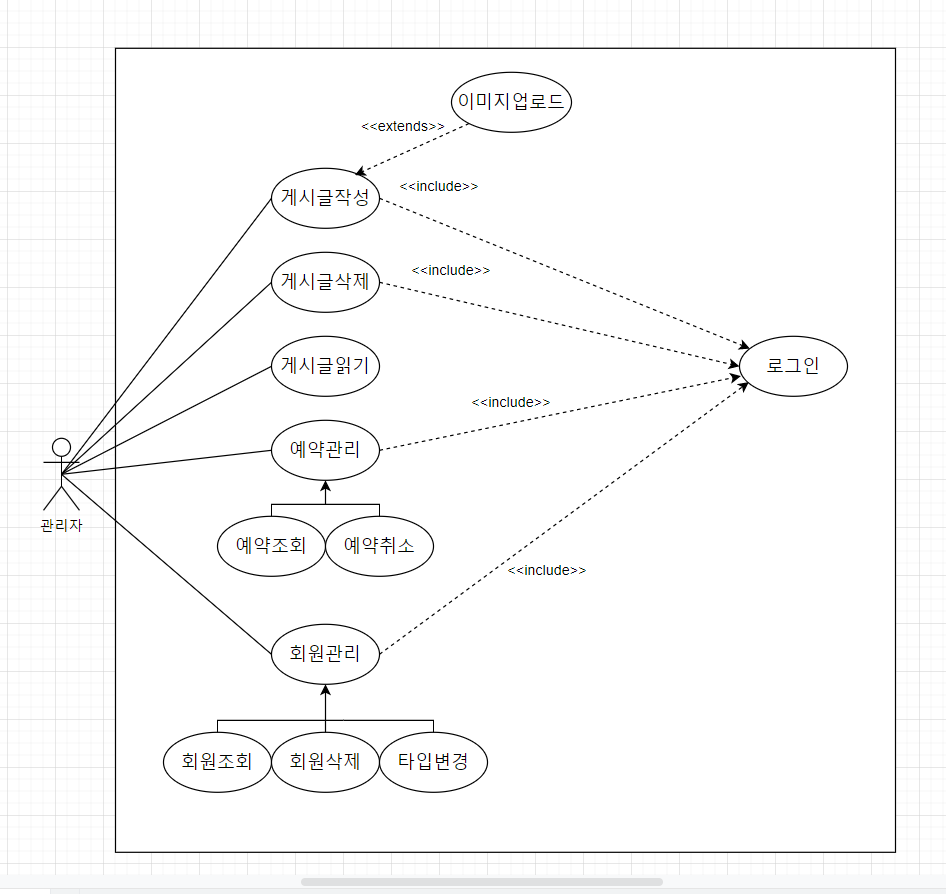 이미지업로드
<<extends>>
<<include>>
게시글작성
<<include>>
게시글삭제
게시글읽기
로그인
<<include>>
예약관리
관리자
예약조회
예약취소
<<include>>
회원관리
회원조회
회원삭제
타입변경